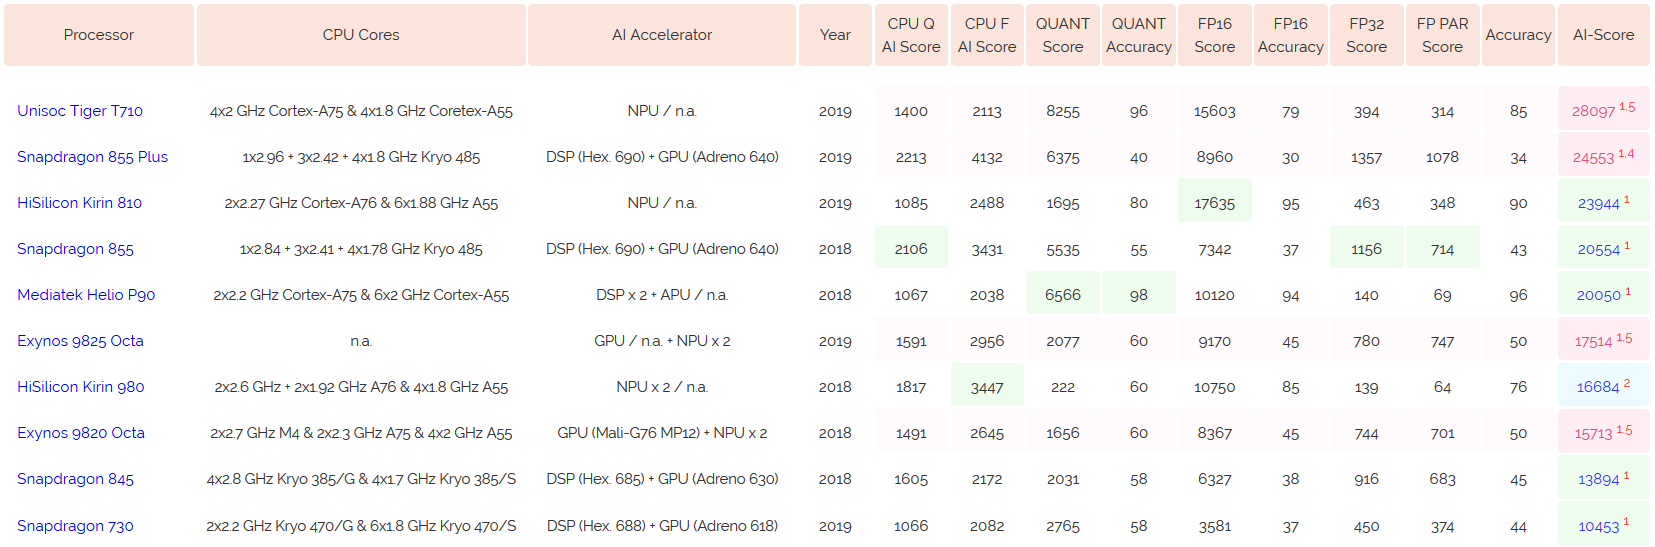 Processor CPU Cores AI Accelerator Year CPU Q AI Score CPU F AI Score QUANT Score QUANT Accuracy FP16 Score FP16 Accuracy FP32 Score FP PAR Score Accuracy AI-Score
Unisoc Tiger T710 4x2 GHz Cortex-A75 & 4x1.8 GHz Coretex-A55 NPU / n.a. 2019 1400 2113 8255 96 15603 79 394 314 85 28097 1.5
Snapdragon 855 Plus 1x2.96 + 3x2.42 + 4x1.8 GHz Kryo 485 DSP (Hex. 690) + GPU (Adreno 640) 2019 2213 4132 6375 40 8960 30 1357 1078 34 24553 1.4
HiSilicon Kirin 810 2x2.27 GHz Cortex-A76 & 6x1.88 GHz A55 NPU / n.a. 2019 1085 2488 1695 80 17635 95 463 348 90 23944 1
Snapdragon 855 1x2.84 + 3x2.41 + 4x1.78 GHz Kryo 485 DSP (Hex. 690) + GPU (Adreno 640) 2018 2106 3431 5535 55 7342 37 1156 714 43 20554 1
Mediatek Helio P90 2x2.2 GHz Cortex-A75 & 6x2 GHz Cortex-A55 DSP x 2 + APU / n.a. 2018 1067 2038 6566 98 10120 94 140 69 96 20050 1
Exynos 9825 Octa n.a. GPU / n.a. + NPU x 2 2019 1591 2956 2077 60 9170 45 780 747 50 17514 1.5
HiSilicon Kirin 980 2x2.6 GHz + 2x1.92 GHz A76 & 4x1.8 GHz A55 NPU x 2 / n.a. 2018 1817 3447 222 60 10750 85 139 64 76 16684 2
Exynos 9820 Octa 2x2.7 GHz M4 & 2x2.3 GHz A75 & 4x2 GHz A55 GPU (Mali-G76 MP12) + NPU x 2 2018 1491 2645 1656 60 8367 45 744 701 50 15713 1.5
Snapdragon 845 4x2.8 GHz Kryo 385/G & 4x1.7 GHz Kryo 385/S DSP (Hex. 685) + GPU (Adreno 630) 2018 1605 2172 2031 58 6327 38 916 683 45 13894 1
Snapdragon 730 2x2.2 GHz Kryo 470/G & 6x1.8 GHz Kryo 470/S DSP (Hex. 688) + GPU (Adreno 618) 2019 1066 2082 2765 58 3581 37 450 374 44 10453 1